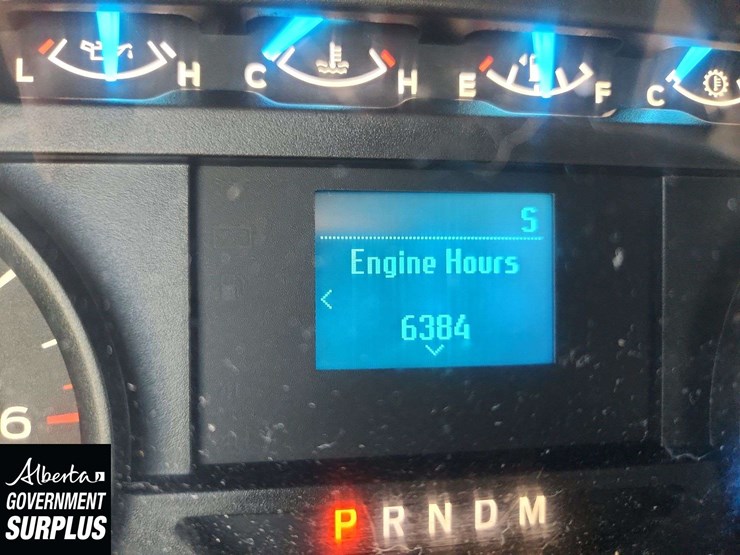 L H C H E F C
S
Engine Hours
6384
6
P R N D M
Alberta
GOVERNMENT
SURPLUS